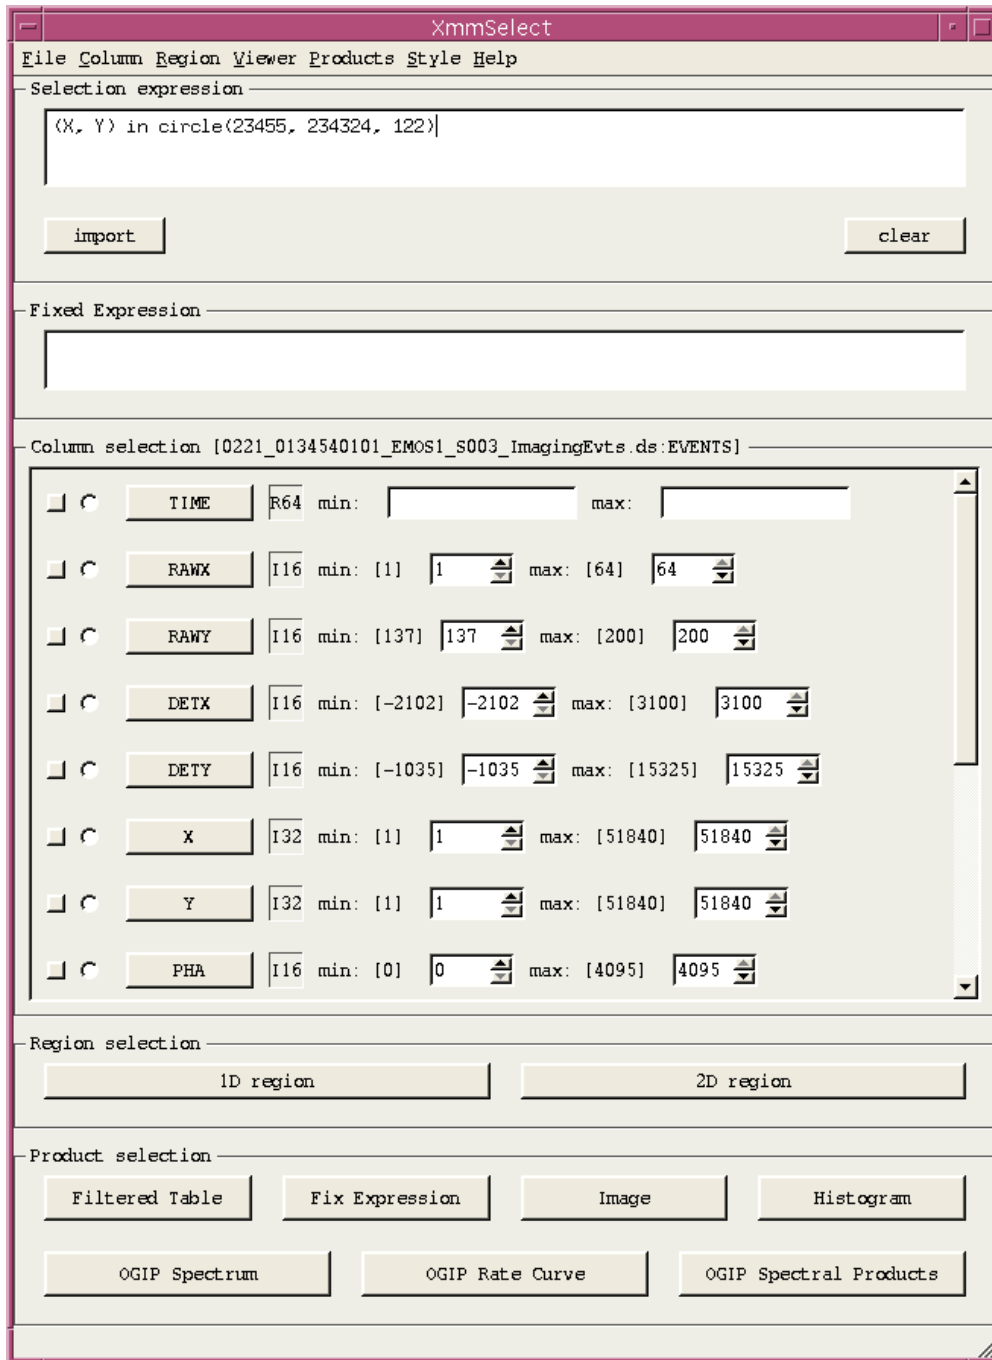 XmmSelect
File Column Region Viewer Products Style Help
Selection expression
(X, Y) in circle(23455, 234324, 122)
import clear
Fixed Expression
Column selection [0221_0134540101_EMOS1_S003_ImagingEvts.ds:EVENTS]
TIME R64 min: max:
RAWX I16 min: [1] 1 max: [64] 64
RAWY I16 min: [137] 137 max: [200] 200
DETX I16 min: [-2102] -2102 max: [3100] 3100
DETY I16 min: [-1035] -1035 max: [15325] 15325
X I32 min: [1] 1 max: [51840] 51840
Y I32 min: [1] 1 max: [51840] 51840
PHA I16 min: [0] 0 max: [4095] 4095
Region selection
1D region 2D region
Product selection
Filtered Table Fix Expression Image Histogram
OGIP Spectrum OGIP Rate Curve OGIP Spectral Products